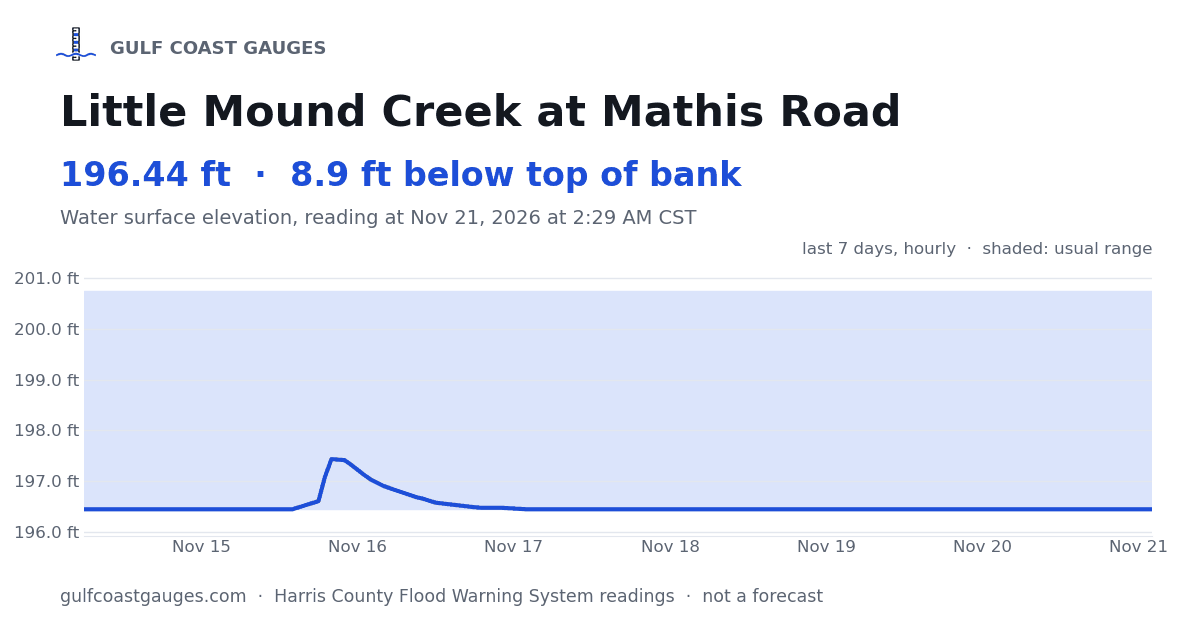 GULF COAST GAUGES
Little Mound Creek at Mathis Road
196.44 ft · 8.9 ft below top of bank
Water surface elevation, reading at Nov 21, 2026 at 2:29 AM CST
last 7 days, hourly · shaded: usual range
201.0 ft
200.0 ft
199.0 ft
198.0 ft
197.0 ft
196.0 ft
Nov 15 Nov 16 Nov 17 Nov 18 Nov 19 Nov 20 Nov 21
gulfcoastgauges.com · Harris County Flood Warning System readings · not a forecast